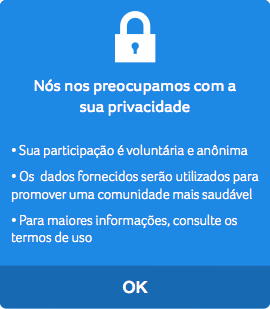 Nós nos preocupamos com a
sua privacidade
• Sua participação é voluntária e anônima
• Os dados fornecidos serão utilizados para
promover uma comunidade mais saudável
• Para maiores informações, consulte os
termos de uso
OK